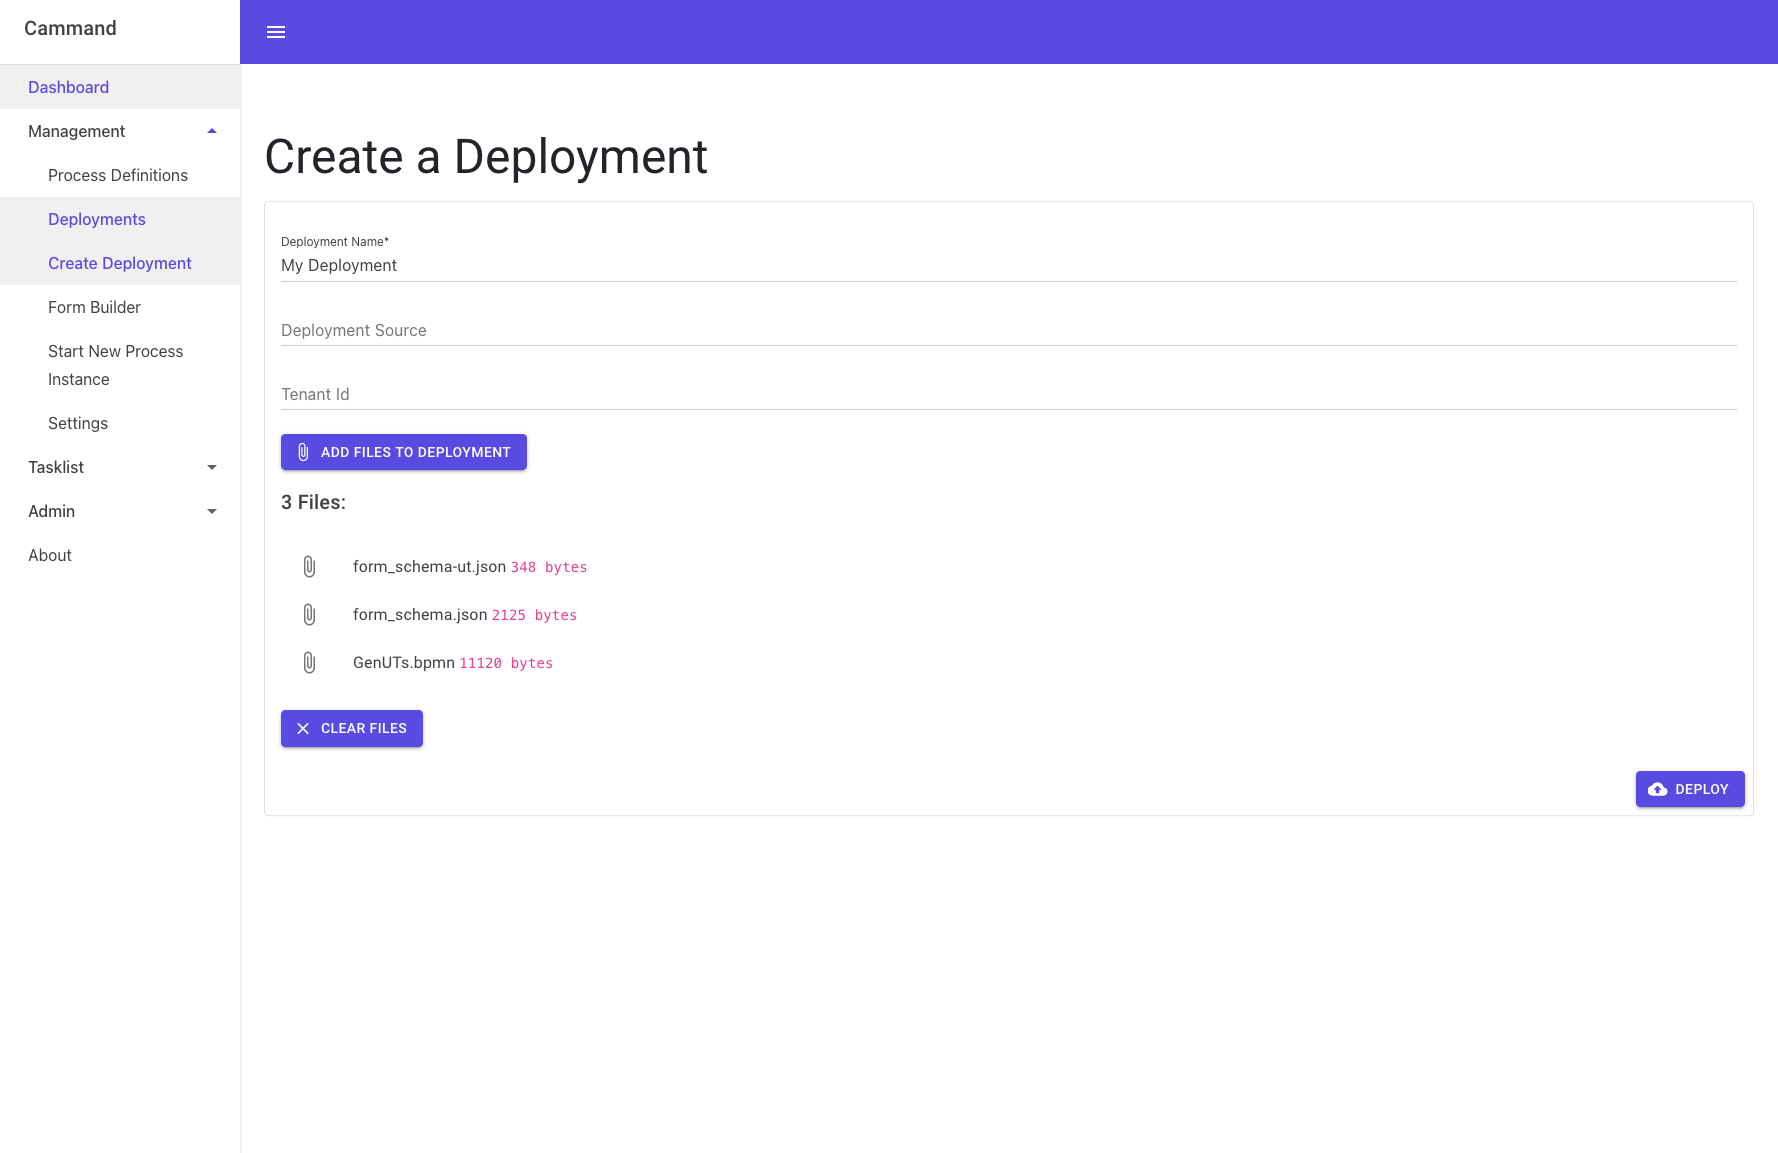 Cammand
Dashboard
Management
Process Definitions
Deployments
Create Deployment
Form Builder
Start New Process
Instance
Settings
Tasklist
Admin
About
Create a Deployment
Deployment Name*
My Deployment
Deployment Source
Tenant Id
ADD FILES TO DEPLOYMENT
3 Files:
form_schema-ut.json 348 bytes
form_schema.json 2125 bytes
GenUTs.bpmn 11120 bytes
CLEAR FILES
DEPLOY